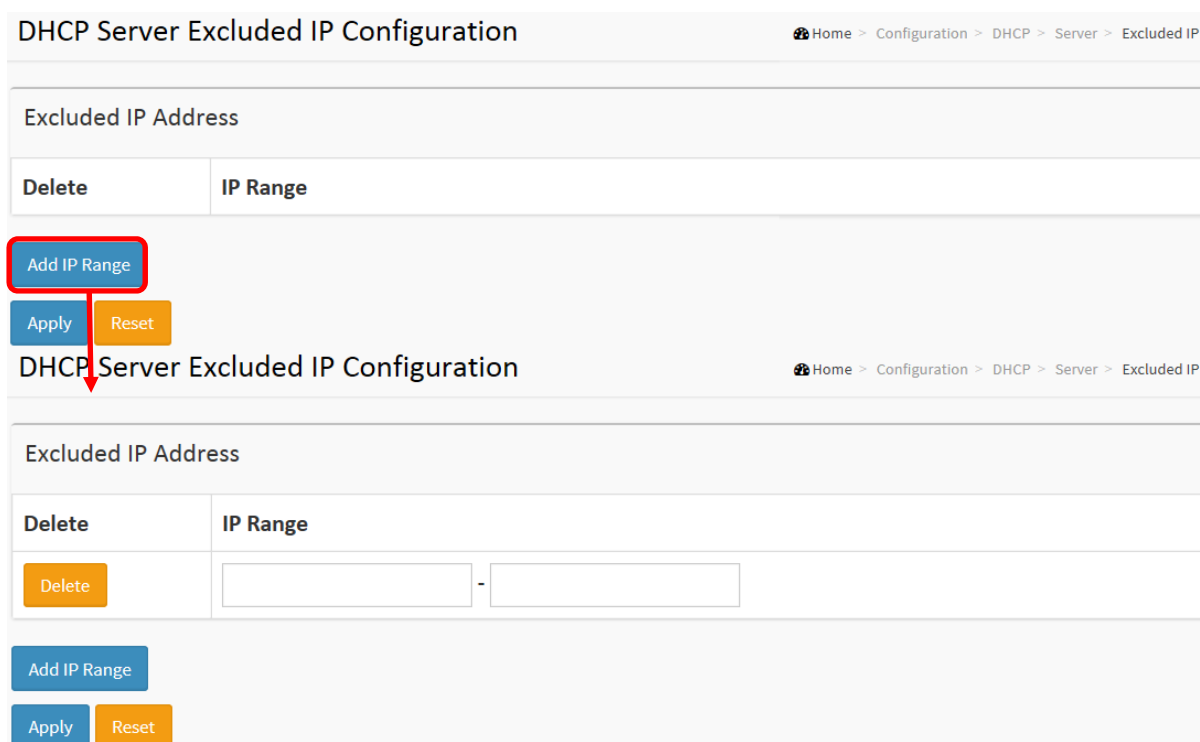 DHCP Server Excluded IP Configuration Home > Configuration > DHCP > Server > Excluded IP
Excluded IP Address
Delete IP Range
Add IP Range
Apply Reset
DHCP Server Excluded IP Configuration Home > Configuration > DHCP > Server > Excluded IP
Excluded IP Address
Delete IP Range
Delete -
Add IP Range
Apply Reset